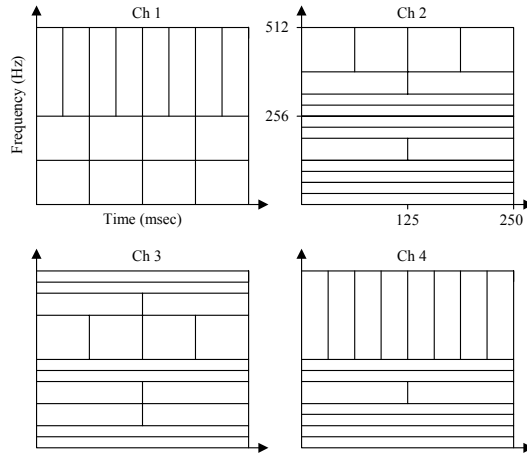 Ch 1
Ch 2
512
256
Frequency (Hz)
Time (msec)
125
250
Ch 3
Ch 4